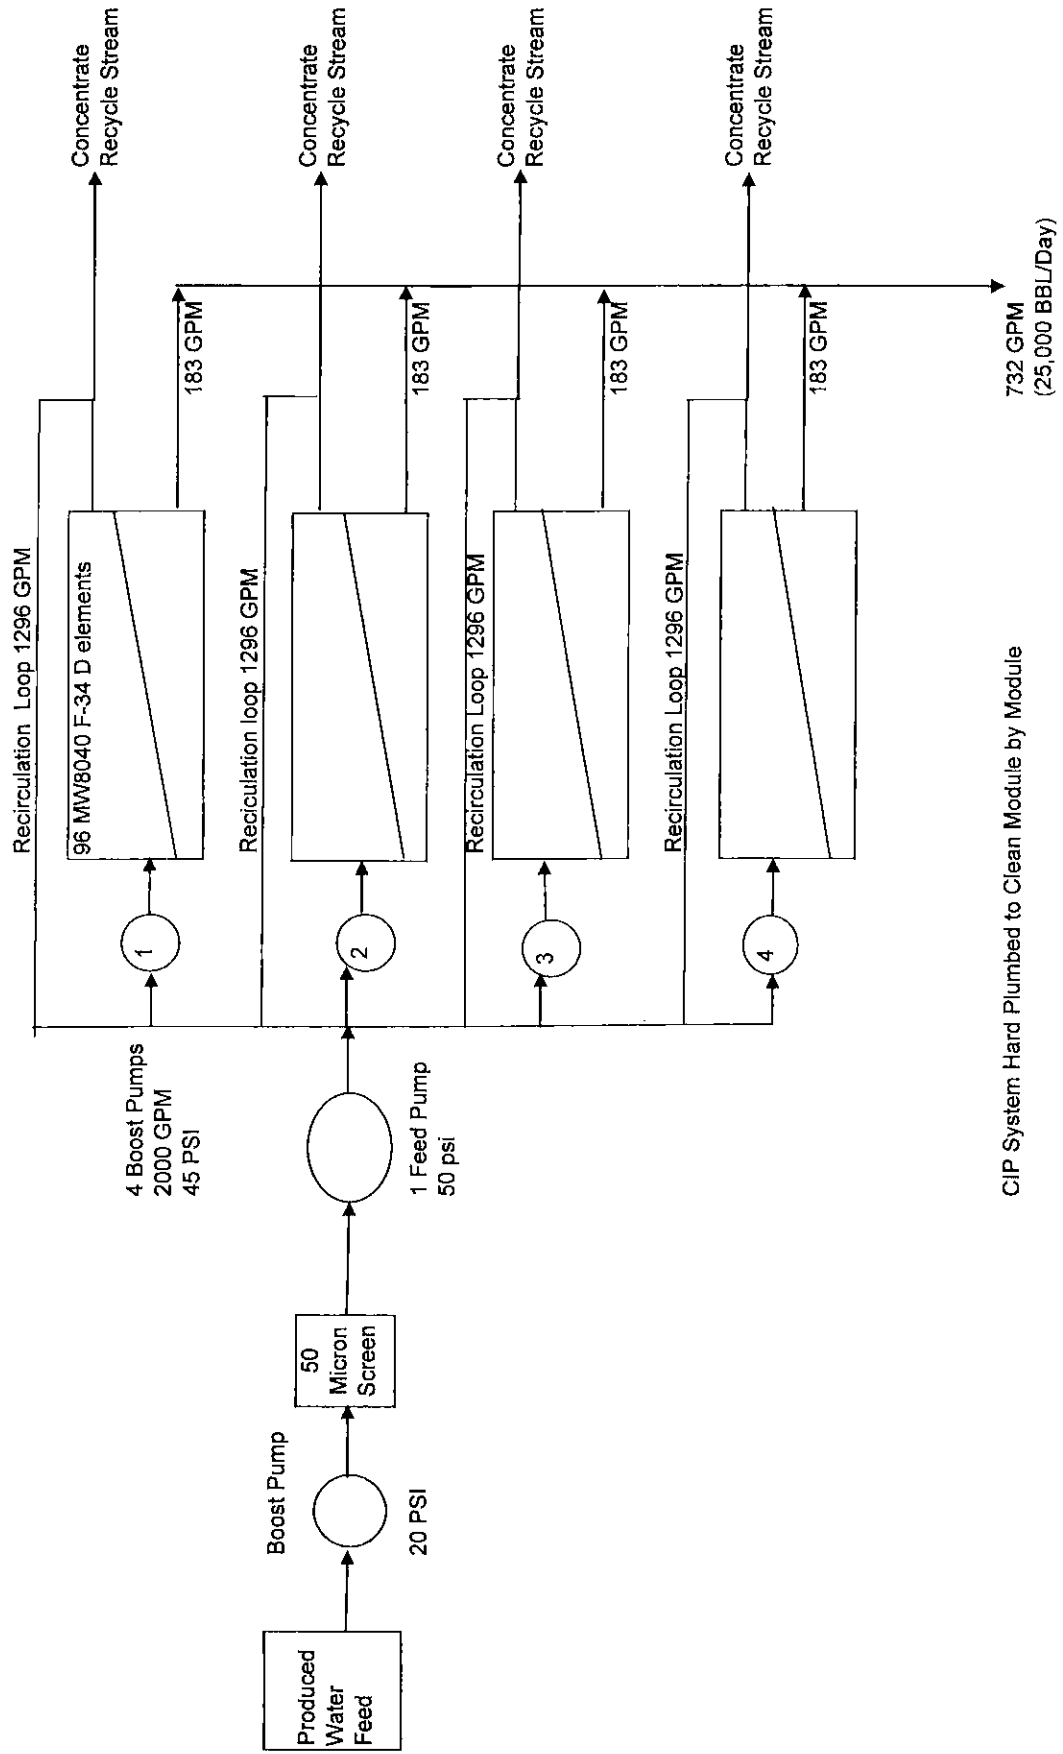 Produced
Water
Feed
Boost Pump
20 PSI
50
Micron
Screen
1 Feed Pump
50 psi
4 Boost Pumps
2000 GPM
45 PSI
1
2
3
4
Recirculation Loop 1296 GPM
96 MW8040 F-34 D elements
183 GPM
Concentrate
Recycle Stream
Recirculation loop 1296 GPM
183 GPM
Concentrate
Recycle Stream
Recirculation Loop 1296 GPM
183 GPM
Concentrate
Recycle Stream
Recirculation Loop 1296 GPM
183 GPM
Concentrate
Recycle Stream
732 GPM
(25,000 BBL/Day)
CIP System Hard Plumbed to Clean Module by Module